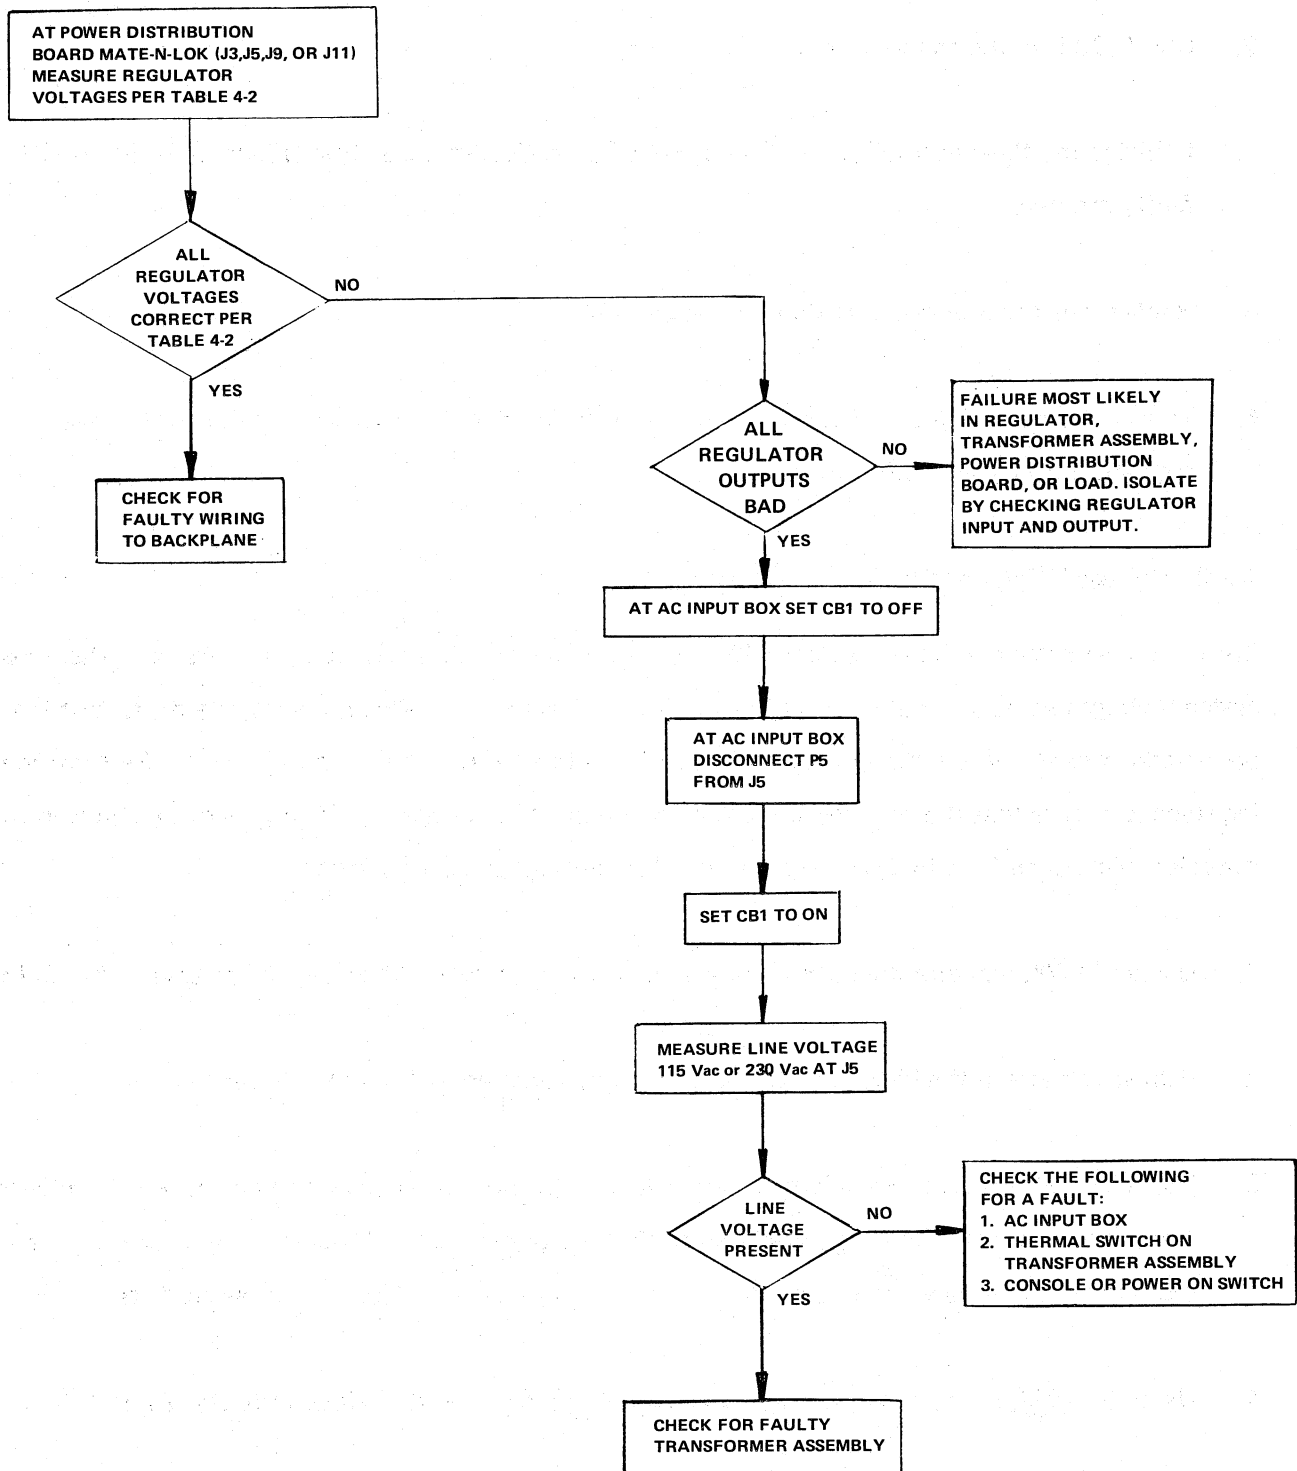 AT POWER DISTRIBUTION
BOARD MATE-N-LOK (J3,J5,J9, OR J11)
MEASURE REGULATOR
VOLTAGES PER TABLE 4-2
ALL
REGULATOR
VOLTAGES
CORRECT PER
TABLE 4-2
NO
YES
CHECK FOR
FAULTY WIRING
TO BACKPLANE
ALL
REGULATOR
OUTPUTS
BAD
NO
FAILURE MOST LIKELY
IN REGULATOR,
TRANSFORMER ASSEMBLY,
POWER DISTRIBUTION
BOARD, OR LOAD. ISOLATE
BY CHECKING REGULATOR
INPUT AND OUTPUT.
YES
AT AC INPUT BOX SET CB1 TO OFF
AT AC INPUT BOX
DISCONNECT P5
FROM J5
SET CB1 TO ON
MEASURE LINE VOLTAGE
115 Vac or 230 Vac AT J5
LINE
VOLTAGE
PRESENT
NO
CHECK THE FOLLOWING
FOR A FAULT:
1. AC INPUT BOX
2. THERMAL SWITCH ON
TRANSFORMER ASSEMBLY
3. CONSOLE OR POWER ON SWITCH
YES
CHECK FOR FAULTY
TRANSFORMER ASSEMBLY